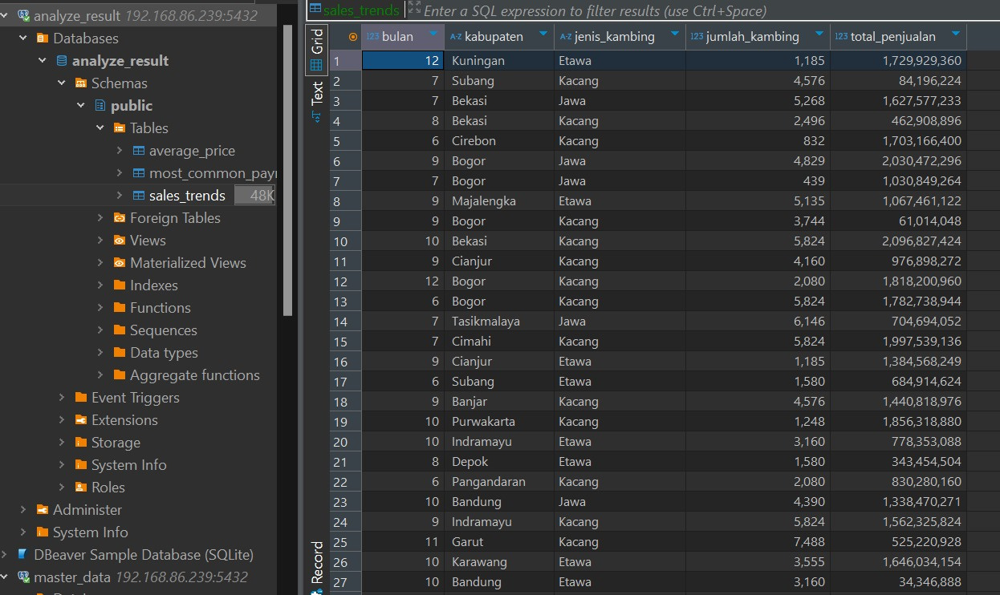 analyze_result 192.168.86.239:5432
Databases
analyze_result
Schemas
public
Tables
average_price
most_common_payr
sales_trends 48K
Foreign Tables
Views
Materialized Views
Indexes
Functions
Sequences
Data types
Aggregate functions
Event Triggers
Extensions
Storage
System Info
Roles
Administer
System Info
DBeaver Sample Database (SQLite)
master_data 192.168.86.239:5432
sales_trends Enter a SQL expression to filter results (use Ctrl+Space)
Grid
Text
Record
123 bulan A-Z kabupaten A-Z jenis_kambing 123 jumlah_kambing 123 total_penjualan
1 12 Kuningan Etawa 1,185 1,729,929,360
2 7 Subang Kacang 4,576 84,196,224
3 7 Bekasi Jawa 5,268 1,627,577,233
4 8 Bekasi Kacang 2,496 462,908,896
5 6 Cirebon Kacang 832 1,703,166,400
6 9 Bogor Jawa 4,829 2,030,472,296
7 7 Bogor Jawa 439 1,030,849,264
8 9 Majalengka Etawa 5,135 1,067,461,122
9 9 Bogor Kacang 3,744 61,014,048
10 10 Bekasi Kacang 5,824 2,096,827,424
11 9 Cianjur Kacang 4,160 976,898,272
12 12 Bogor Kacang 2,080 1,818,200,960
13 6 Bogor Kacang 5,824 1,782,738,944
14 7 Tasikmalaya Jawa 6,146 704,694,052
15 7 Cimahi Kacang 5,824 1,997,539,136
16 9 Cianjur Etawa 1,185 1,384,568,249
17 6 Subang Etawa 1,580 684,914,624
18 9 Banjar Kacang 4,576 1,440,818,976
19 10 Purwakarta Kacang 1,248 1,856,318,880
20 10 Indramayu Etawa 3,160 778,353,088
21 8 Depok Etawa 1,580 343,454,504
22 6 Pangandaran Kacang 2,080 830,280,160
23 10 Bandung Jawa 4,390 1,338,470,271
24 9 Indramayu Kacang 5,824 1,562,325,824
25 11 Garut Kacang 7,488 525,220,928
26 10 Karawang Etawa 3,555 1,646,034,154
27 10 Bandung Etawa 3,160 34,346,888